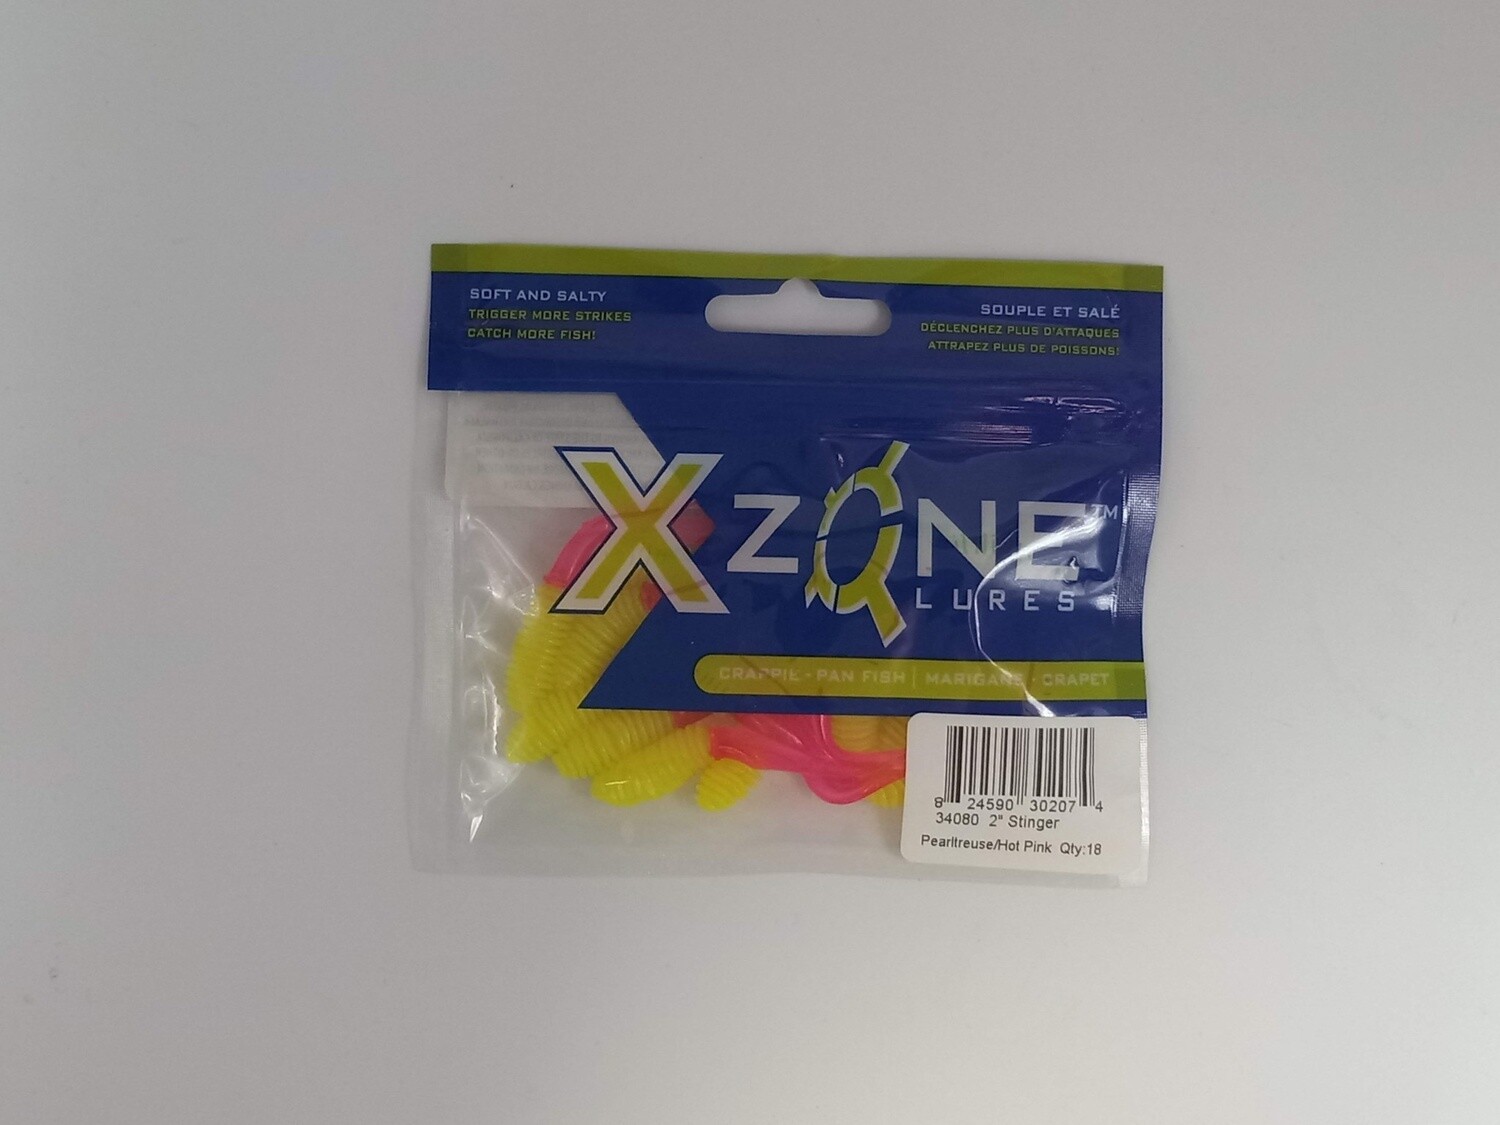 SOFT AND SALTY
TRIGGER MORE STRIKES
CATCH MORE FISH!
SOUPLE ET SALÉ
DÉCLENCHEZ PLUS D'ATTAQUES
ATTRAPEZ PLUS DE POISSONS!
X ZONE™
LURES
CRAPPIE - PAN FISH | MARIGANE - CRAPET
8 24590 30207 4
34080 2" Stinger
Pearltreuse/Hot Pink Qty:18